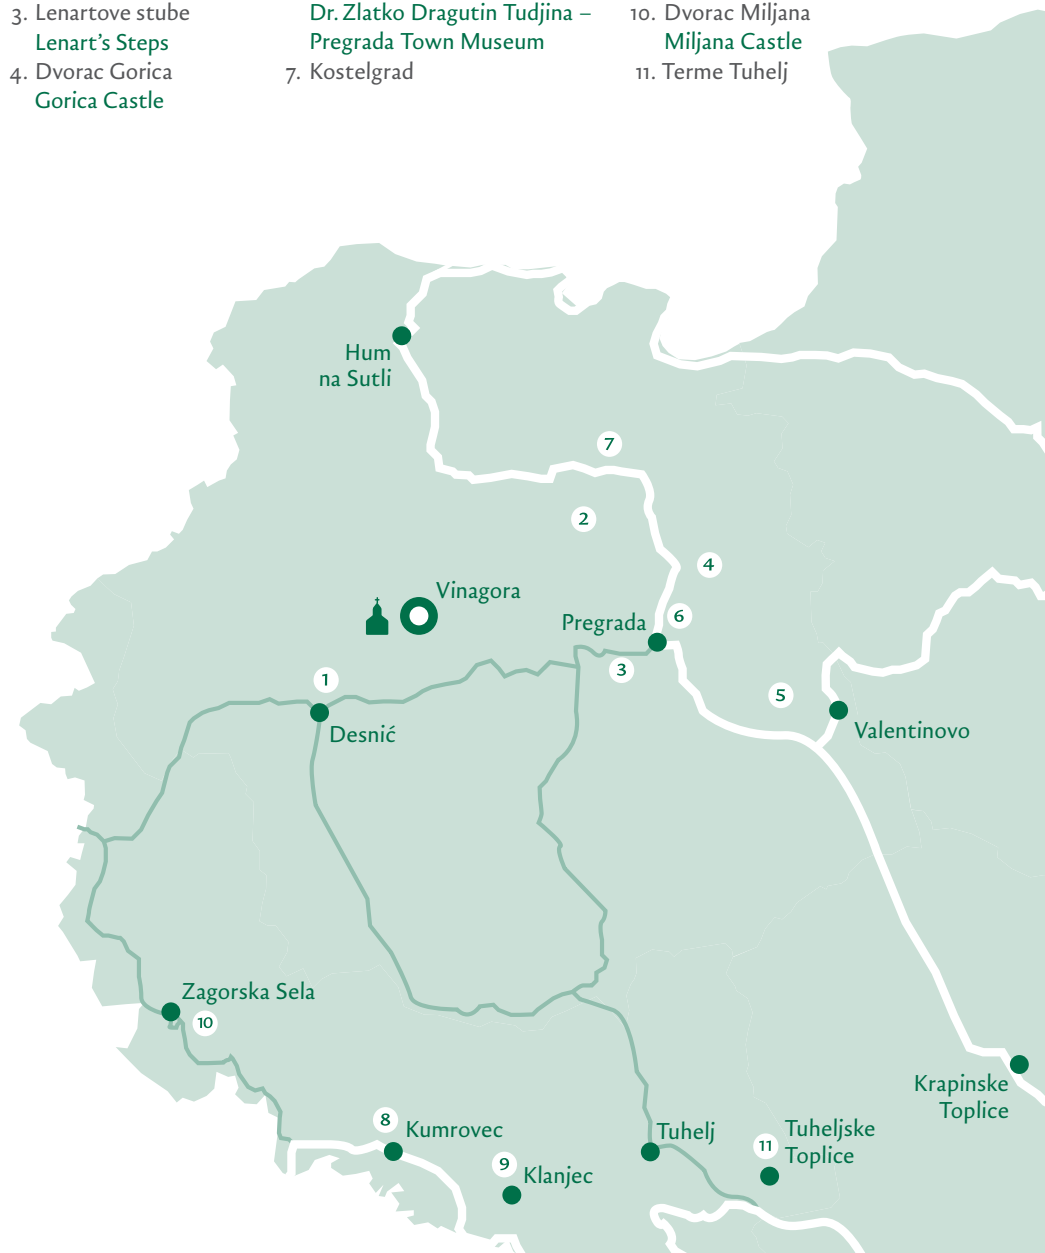 3. Lenartove stube
Lenart's Steps
4. Dvorac Gorica
Gorica Castle
Dr. Zlatko Dragutin Tudjina –
Pregrada Town Museum
7. Kostelgrad
10. Dvorac Miljana
Miljana Castle
11. Terme Tuhelj
Hum
na Sutli
7
2
4
Vinagora
6
Pregrada
3
1
5
Desnić
Valentinovo
Zagorska Sela
10
Krapinske
Toplice
8
Kumrovec
Tuhelj
11
Tuheljske
Toplice
9
Klanjec